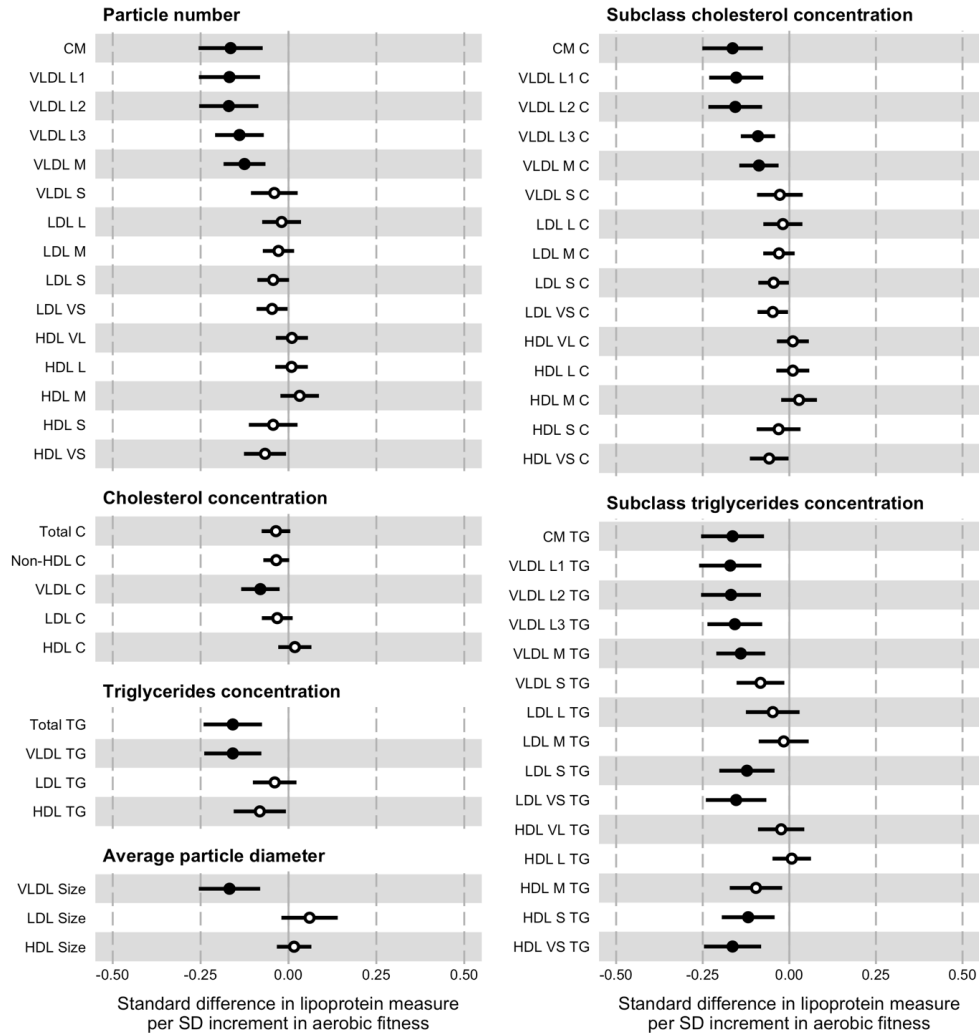 Particle number
CM
VLDL L1
VLDL L2
VLDL L3
VLDL M
VLDL S
LDL L
LDL M
LDL S
LDL VS
HDL VL
HDL L
HDL M
HDL S
HDL VS
Cholesterol concentration
Total C
Non-HDL C
VLDL C
LDL C
HDL C
Triglycerides concentration
Total TG
VLDL TG
LDL TG
HDL TG
Average particle diameter
VLDL Size
LDL Size
HDL Size
-0.50 -0.25 0.00 0.25 0.50
Standard difference in lipoprotein measure
per SD increment in aerobic fitness
Subclass cholesterol concentration
CM C
VLDL L1 C
VLDL L2 C
VLDL L3 C
VLDL M C
VLDL S C
LDL L C
LDL M C
LDL S C
LDL VS C
HDL VL C
HDL L C
HDL M C
HDL S C
HDL VS C
Subclass triglycerides concentration
CM TG
VLDL L1 TG
VLDL L2 TG
VLDL L3 TG
VLDL M TG
VLDL S TG
LDL L TG
LDL M TG
LDL S TG
LDL VS TG
HDL VL TG
HDL L TG
HDL M TG
HDL S TG
HDL VS TG
-0.50 -0.25 0.00 0.25 0.50
Standard difference in lipoprotein measure
per SD increment in aerobic fitness